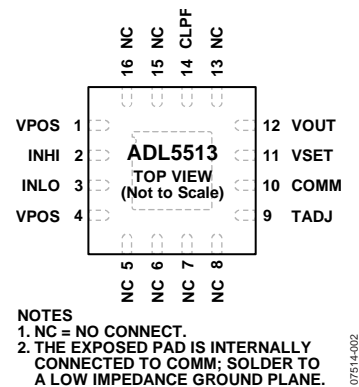 16 NC
15 NC
14 CLPF
13 NC
VPOS 1
INHI 2
INLO 3
VPOS 4
ADL5513
TOP VIEW
(Not to Scale)
12 VOUT
11 VSET
10 COMM
9 TADJ
NC 5
NC 6
NC 7
NC 8
NOTES
1. NC = NO CONNECT.
2. THE EXPOSED PAD IS INTERNALLY
CONNECTED TO COMM; SOLDER TO
A LOW IMPEDANCE GROUND PLANE.
07514-002